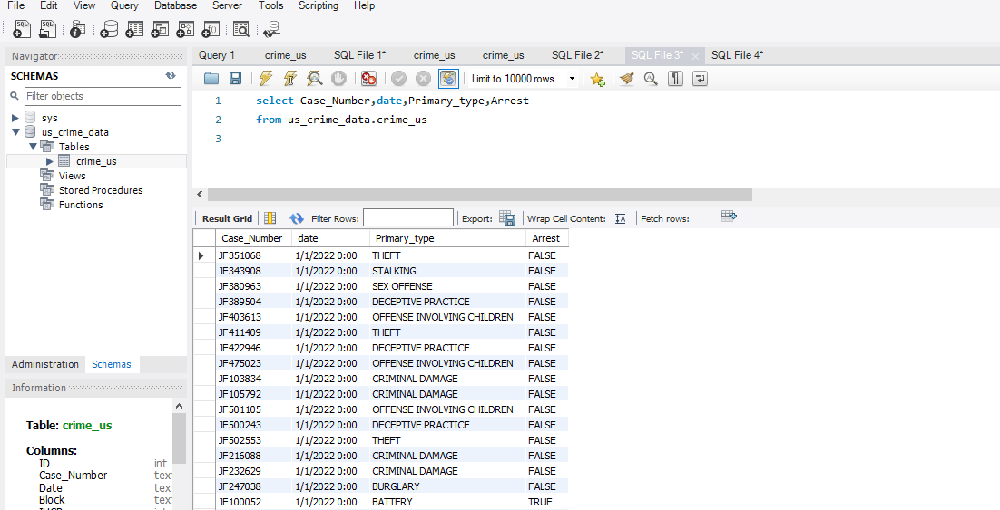 File Edit View Query Database Server Tools Scripting Help
Navigator
SCHEMAS
Filter objects
sys
us_crime_data
Tables
crime_us
Views
Stored Procedures
Functions
Administration Schemas
Information
Table: crime_us
Columns:
ID int
Case_Number
Date
Block
Query 1 crime_us SQL File 1* crime_us crime_us SQL File 2* SQL File 3* SQL File 4*
Limit to 10000 rows
1 select Case_Number,date,Primary_type,Arrest
2 from us_crime_data.crime_us
3
Result Grid Filter Rows: Export: Wrap Cell Content: Fetch rows:
Case_Number date Primary_type Arrest
JF351068 1/1/2022 0:00 THEFT FALSE
JF343908 1/1/2022 0:00 STALKING FALSE
JF380963 1/1/2022 0:00 SEX OFFENSE FALSE
JF389504 1/1/2022 0:00 DECEPTIVE PRACTICE FALSE
JF403613 1/1/2022 0:00 OFFENSE INVOLVING CHILDREN FALSE
JF411409 1/1/2022 0:00 THEFT FALSE
JF422946 1/1/2022 0:00 DECEPTIVE PRACTICE FALSE
JF475023 1/1/2022 0:00 OFFENSE INVOLVING CHILDREN FALSE
JF103834 1/1/2022 0:00 CRIMINAL DAMAGE FALSE
JF105792 1/1/2022 0:00 CRIMINAL DAMAGE FALSE
JF501105 1/1/2022 0:00 OFFENSE INVOLVING CHILDREN FALSE
JF500243 1/1/2022 0:00 DECEPTIVE PRACTICE FALSE
JF502553 1/1/2022 0:00 THEFT FALSE
JF216088 1/1/2022 0:00 CRIMINAL DAMAGE FALSE
JF232629 1/1/2022 0:00 CRIMINAL DAMAGE FALSE
JF247038 1/1/2022 0:00 BURGLARY FALSE
JF100052 1/1/2022 0:00 BATTERY TRUE